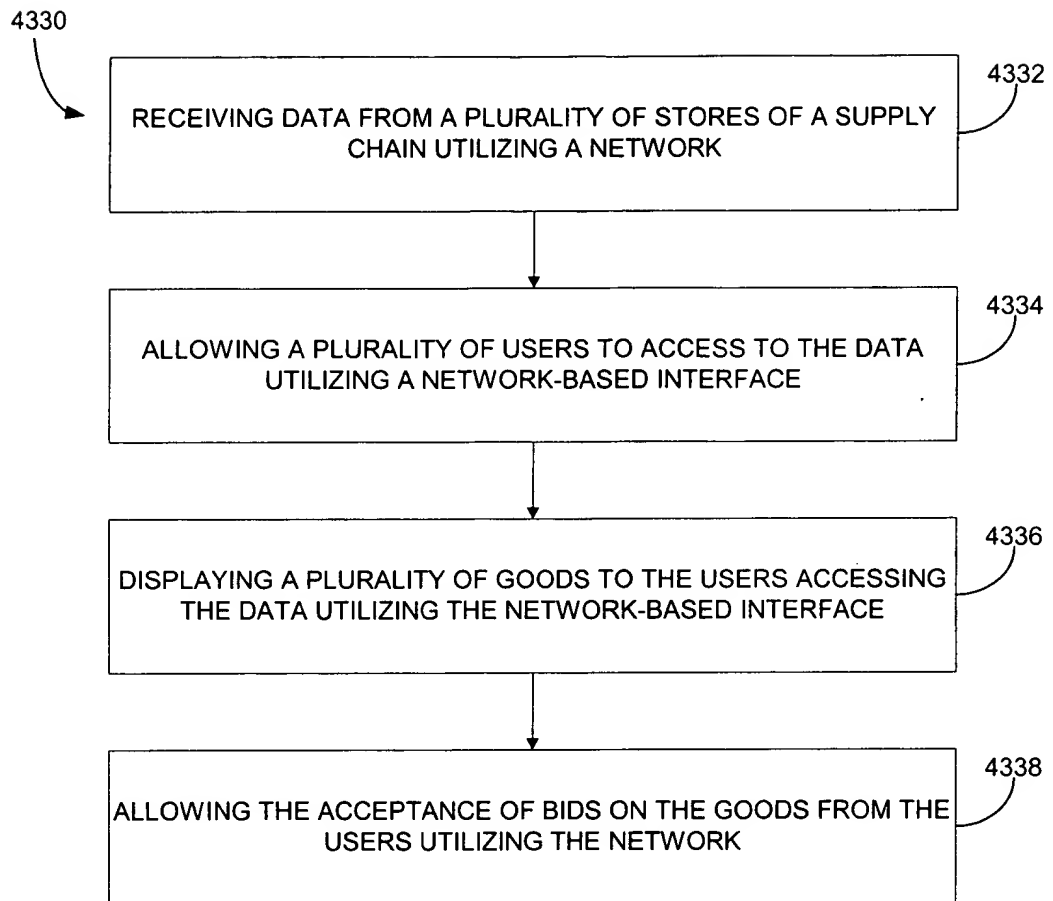 4330
4332
RECEIVING DATA FROM A PLURALITY OF STORES OF A SUPPLY
CHAIN UTILIZING A NETWORK
4334
ALLOWING A PLURALITY OF USERS TO ACCESS TO THE DATA
UTILIZING A NETWORK-BASED INTERFACE
4336
DISPLAYING A PLURALITY OF GOODS TO THE USERS ACCESSING
THE DATA UTILIZING THE NETWORK-BASED INTERFACE
4338
ALLOWING THE ACCEPTANCE OF BIDS ON THE GOODS FROM THE
USERS UTILIZING THE NETWORK